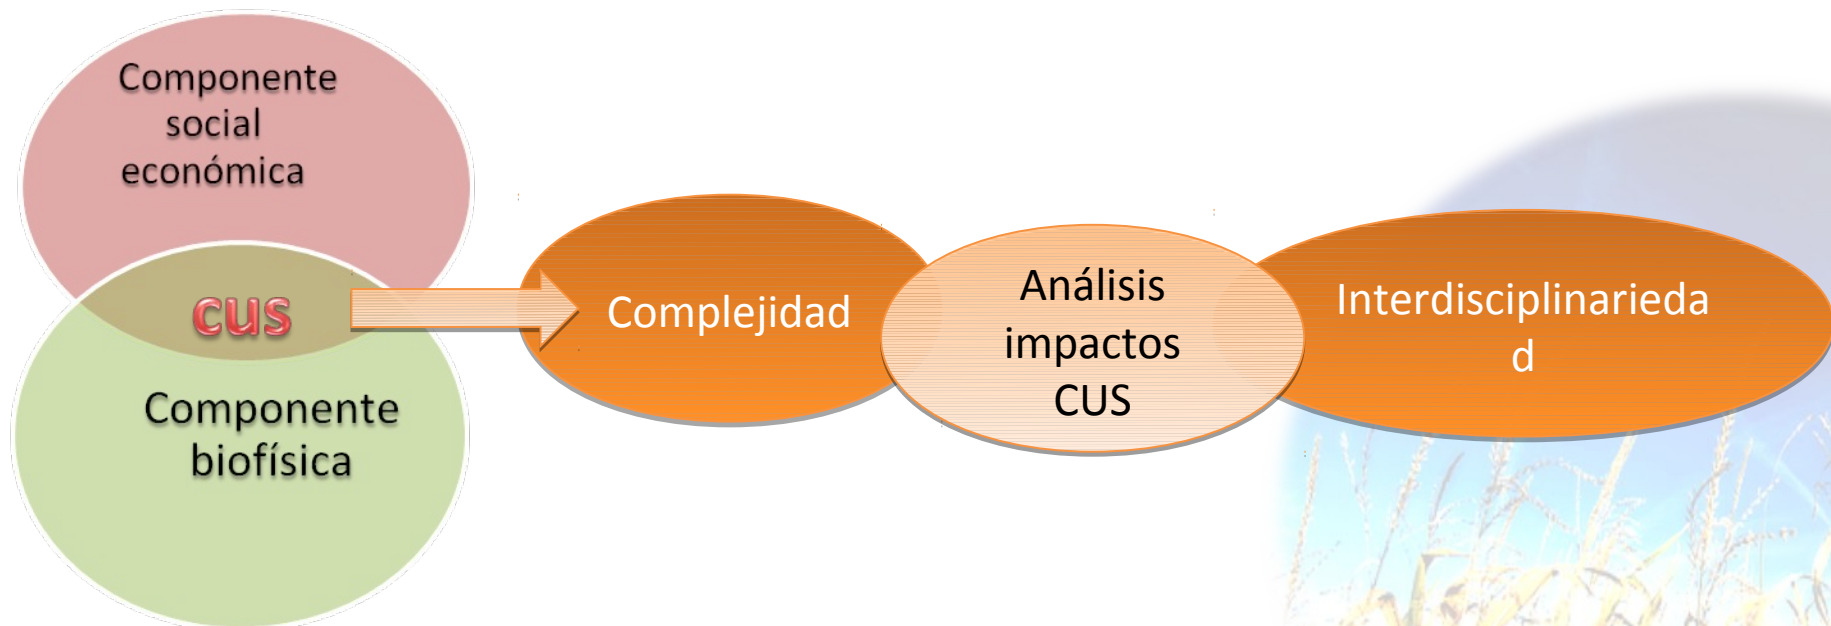 Componente
social
económica
cus
Componente
biofísica
Complejidad
Análisis
impactos
CUS
Interdisciplinarieda
d